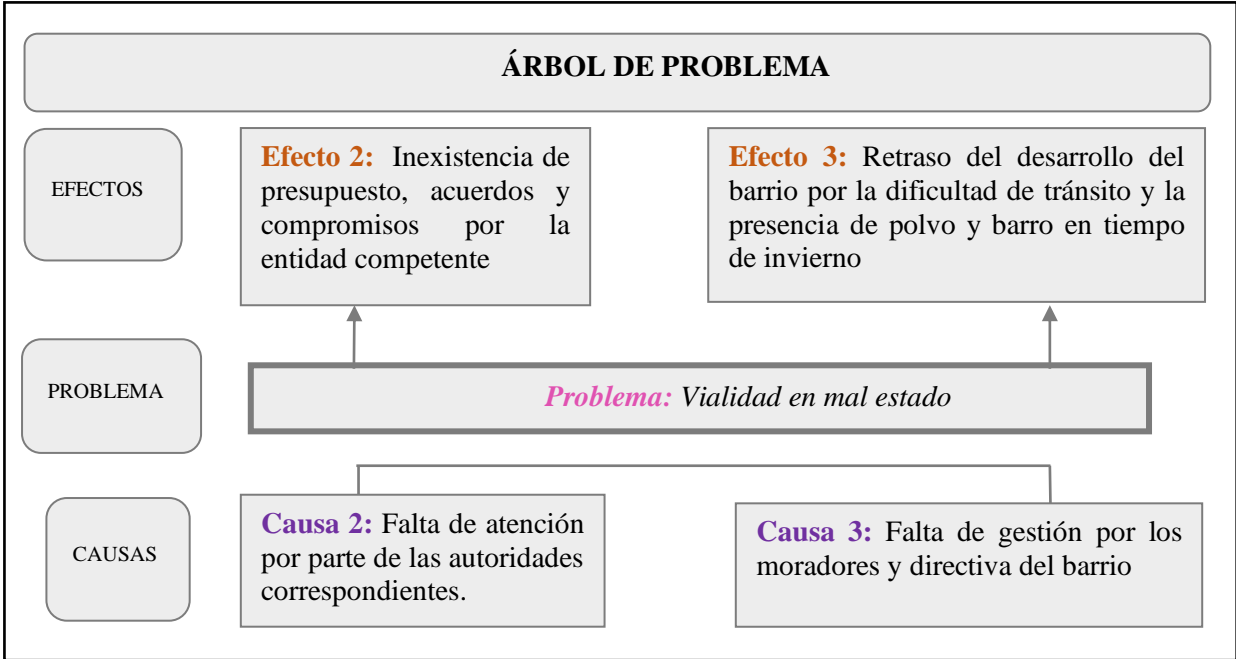 ÁRBOL DE PROBLEMA
EFECTOS
Efecto 2: Inexistencia de
presupuesto, acuerdos y
compromisos por la
entidad competente
Efecto 3: Retraso del desarrollo del
barrio por la dificultad de tránsito y la
presencia de polvo y barro en tiempo
de invierno
PROBLEMA
Problema: Vialidad en mal estado
CAUSAS
Causa 2: Falta de atención
por parte de las autoridades
correspondientes.
Causa 3: Falta de gestión por los
moradores y directiva del barrio